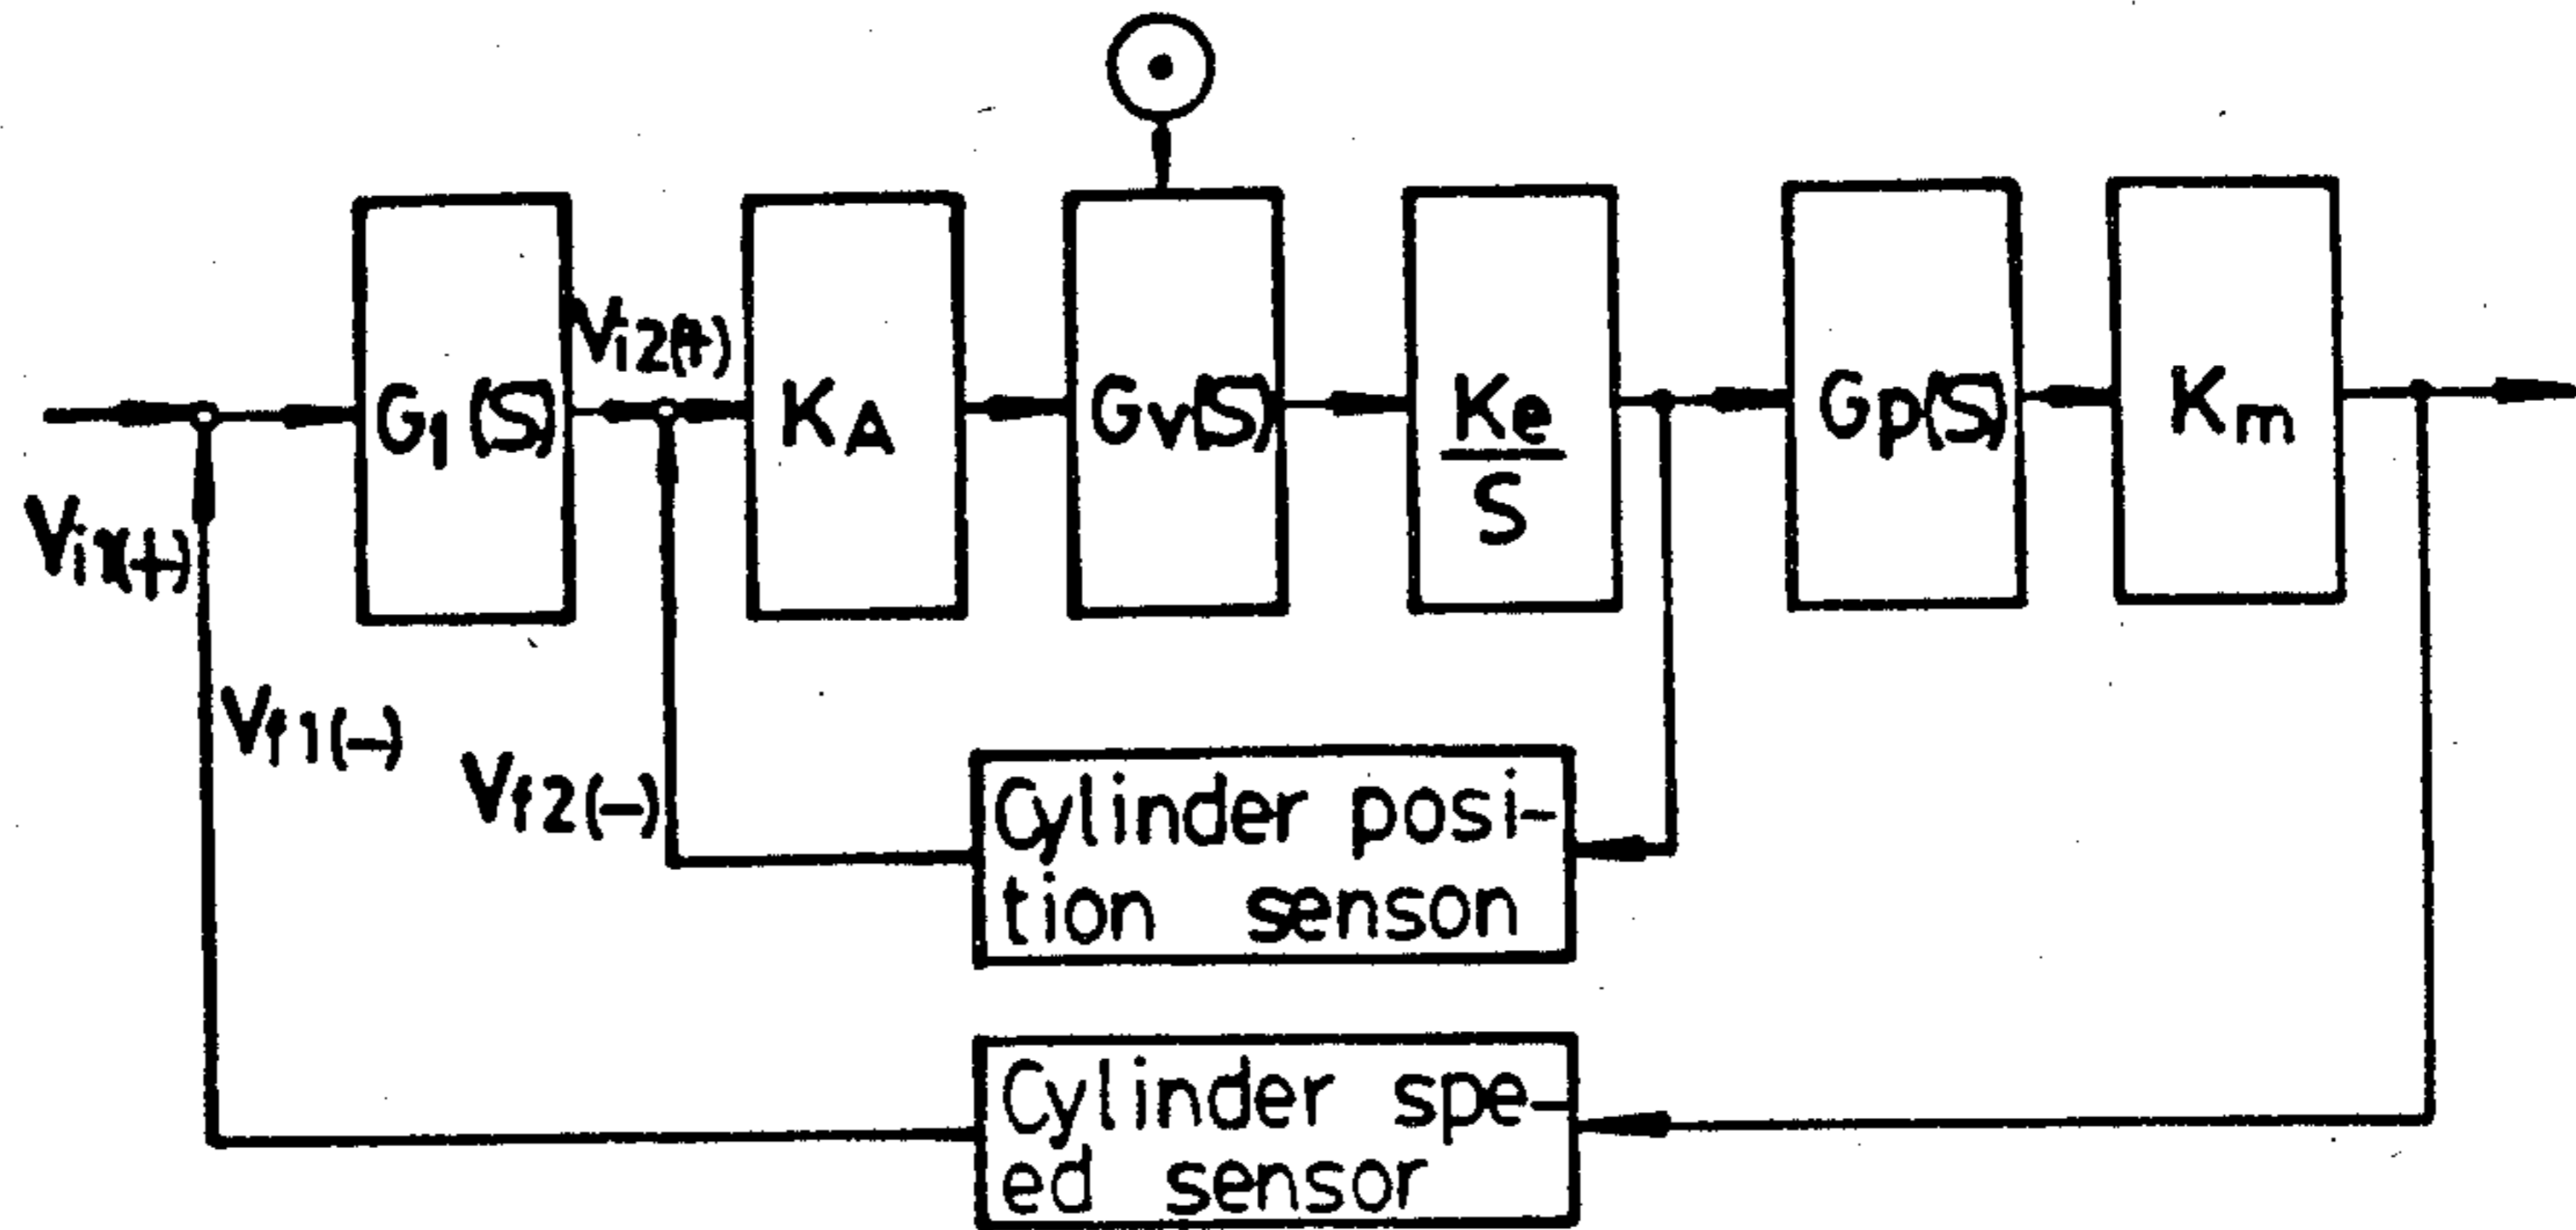 G1(S)
Vi2(+)
KA
Gv(S)
Ke
S
Gp(S)
Km
Vi1(+)
Vf1(-)
Vf2(-)
Cylinder posi-
tion senson
Cylinder spe-
ed sensor